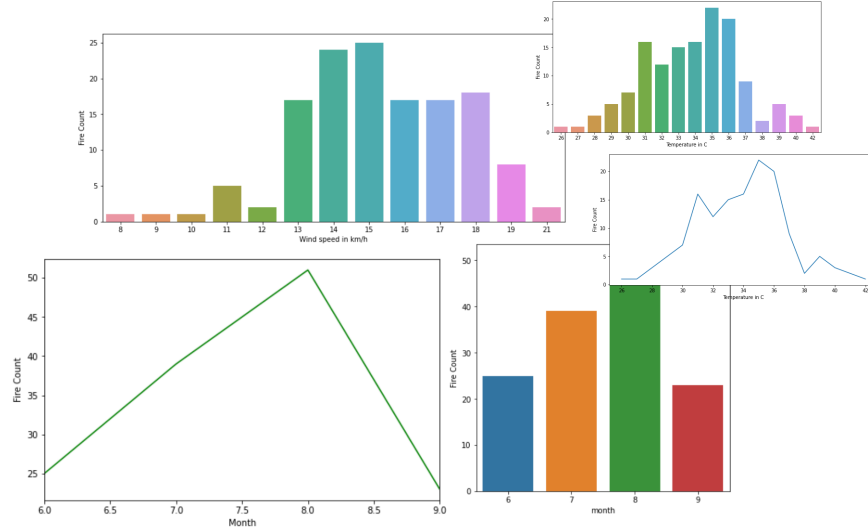 25
20
15
10
5
0
Fire Count
8 9 10 11 12 13 14 15 16 17 18 19 21
Wind speed in km/h
20
15
10
5
0
Fire Count
26 27 28 29 30 31 32 33 34 35 36 37 38 39 40 42
Temperature in C
20
15
10
5
0
Fire Count
26 28 30 32 34 36 38 40 42
Temperature in C
50
45
40
35
30
25
Fire Count
6.0 6.5 7.0 7.5 8.0 8.5 9.0
Month
50
40
30
20
10
0
Fire Count
6 7 8 9
month